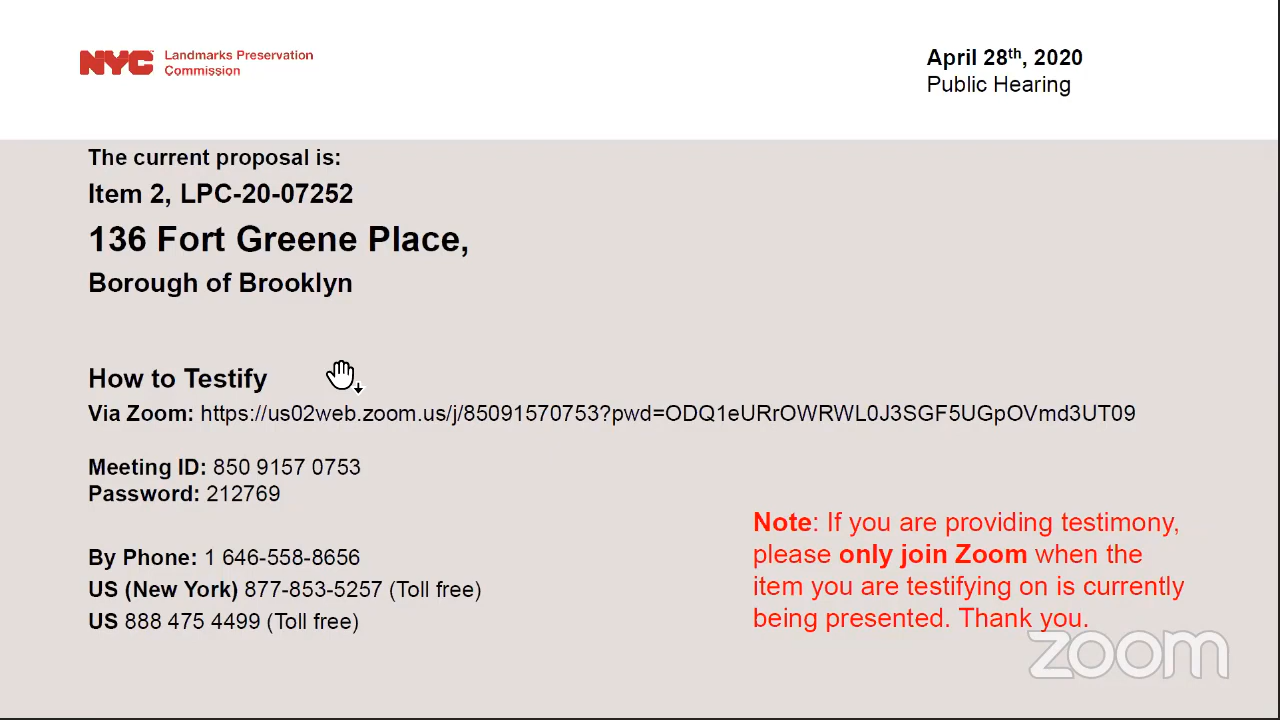 NYC Landmarks Preservation
Commission
April 28th, 2020
Public Hearing
The current proposal is:
Item 2, LPC-20-07252
136 Fort Greene Place,
Borough of Brooklyn
How to Testify
Via Zoom: https://us02web.zoom.us/j/85091570753?pwd=ODQ1eURrOWRWL0J3SGF5UGpOVmd3UT09
Meeting ID: 850 9157 0753
Password: 212769
By Phone: 1 646-558-8656
US (New York) 877-853-5257 (Toll free)
US 888 475 4499 (Toll free)
Note: If you are providing testimony,
please only join Zoom when the
item you are testifying on is currently
being presented. Thank you.
zoom